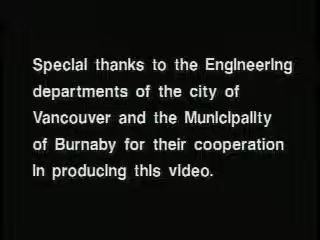 Special thanks to the Engineering
departments of the city of
Vancouver and the Municipality
of Burnaby for their cooperation
in producing this video.